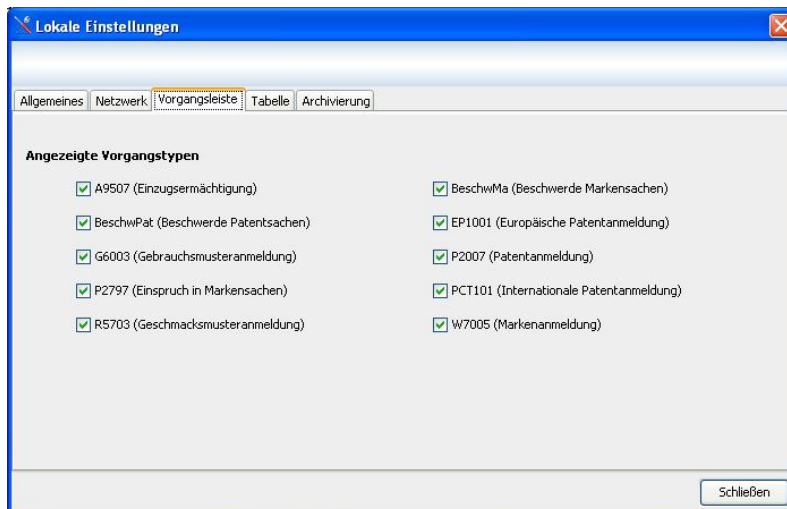 Lokale Einstellungen
Allgemeines Netzwerk Vorgangsleiste Tabelle Archivierung
Angezeigte Vorgangstypen
A9507 (Einzugsermächtigung) BeschwMa (Beschwerde Markensachen)
BeschwPat (Beschwerde Patentsachen) EP1001 (Europäische Patentanmeldung)
G6003 (Gebrauchsmusteranmeldung) P2007 (Patentanmeldung)
P2797 (Einspruch in Markensachen) PCT101 (Internationale Patentanmeldung)
R5703 (Geschmacksmusteranmeldung) W7005 (Markenanmeldung)
Schließen